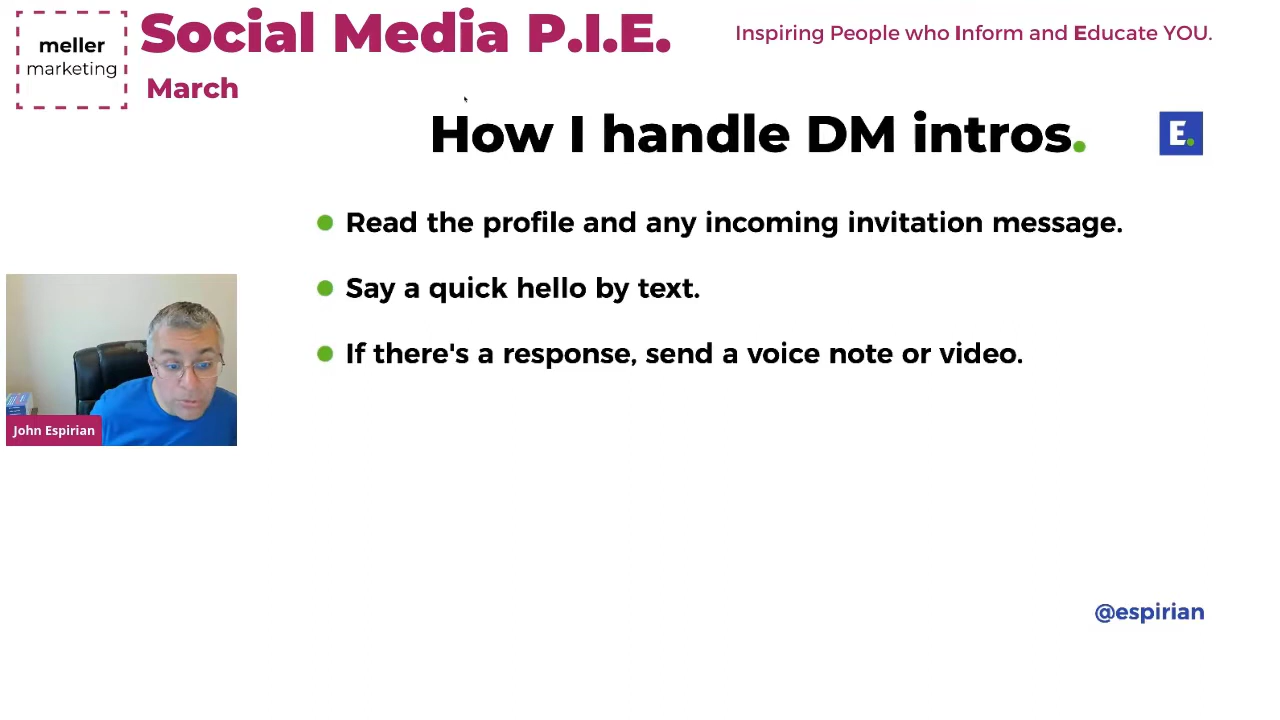 meller
marketing
Social Media P.I.E.
March
Inspiring People who Inform and Educate YOU.
How I handle DM intros.
E.
Read the profile and any incoming invitation message.
Say a quick hello by text.
If there's a response, send a voice note or video.
John Espirian
@espirian